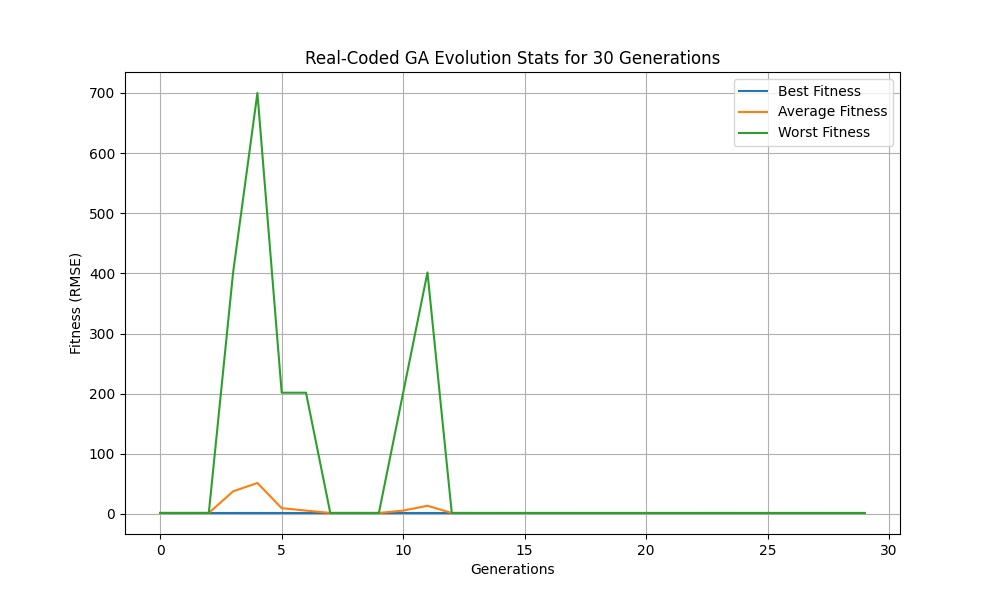 Real-Coded GA Evolution Stats for 30 Generations
Best Fitness
Average Fitness
Worst Fitness
Fitness (RMSE)
700
600
500
400
300
200
100
0
0 5 10 15 20 25 30
Generations